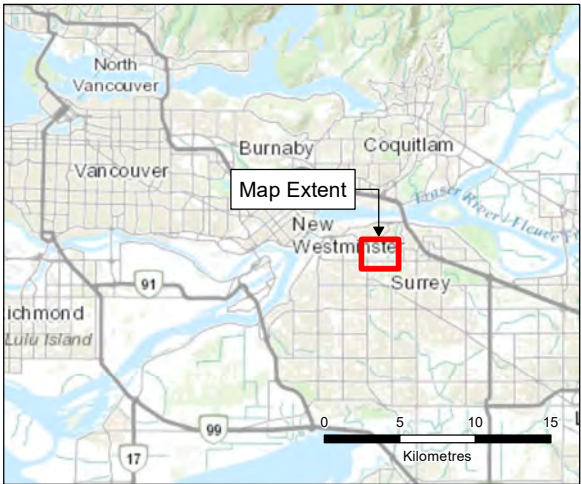 North
Vancouver
Burnaby
Coquitlam
Vancouver
Map Extent
Fraser River / Fleuve F
New
Westminster
Surrey
91
ichmond
Lulu Island
99
17
0 5 10 15
Kilometres
L